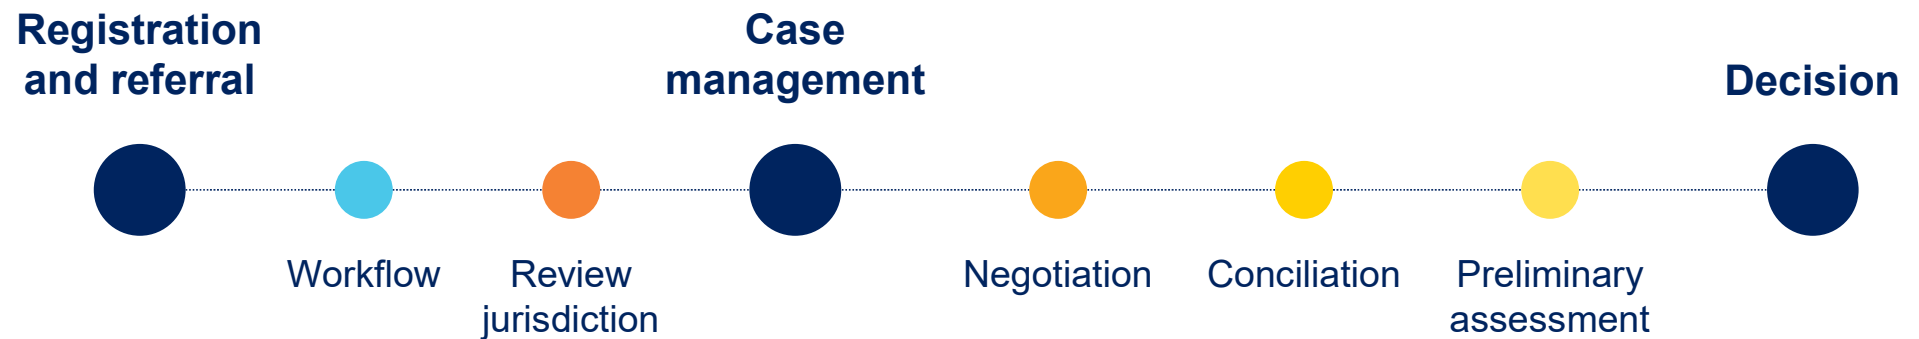 Registration
and referral
Case
management
Decision
Workflow
Review
jurisdiction
Negotiation
Conciliation
Preliminary
assessment